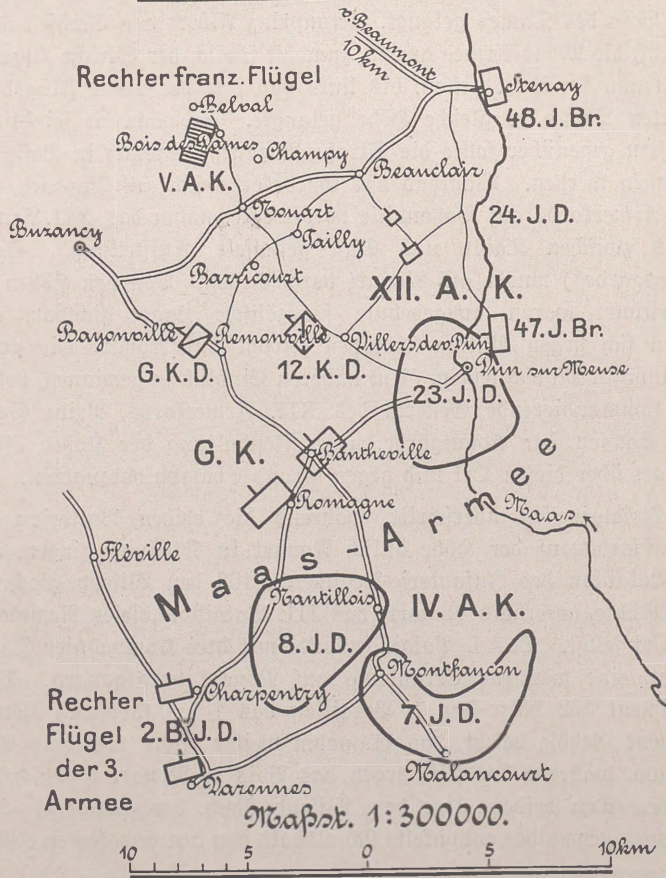 v. Beaumont
10 km
Rechter franz. Flügel
Stenay
48. J. Br.
Belval
Bois des Dames
Champy
V. A. K.
Beauclair
Nouart
24. J. D.
Buzancy
Tailly
Barricourt
XII. A. K.
Bayonville
Remonville
Villers dev. Dun
47. J. Br.
G. K. D.
12. K. D.
Dun sur Meuse
23. J. D.
G. K.
Bantheville
Romagne
Maas
Maas-Armee
Fléville
Nantillois
IV. A. K.
8. J. D.
Montfaucon
Charpentry
Rechter
Flügel
der 3.
Armee
2. B. J. D.
7. J. D.
Malancourt
Varennes
Maßst. 1:300000.
10 5 0 5 10 km